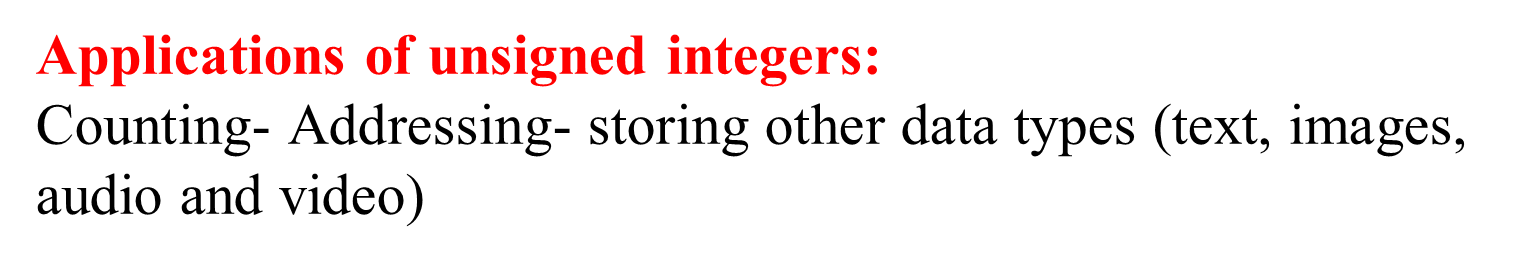 Applications of unsigned integers:
Counting- Addressing- storing other data types (text, images,
audio and video)